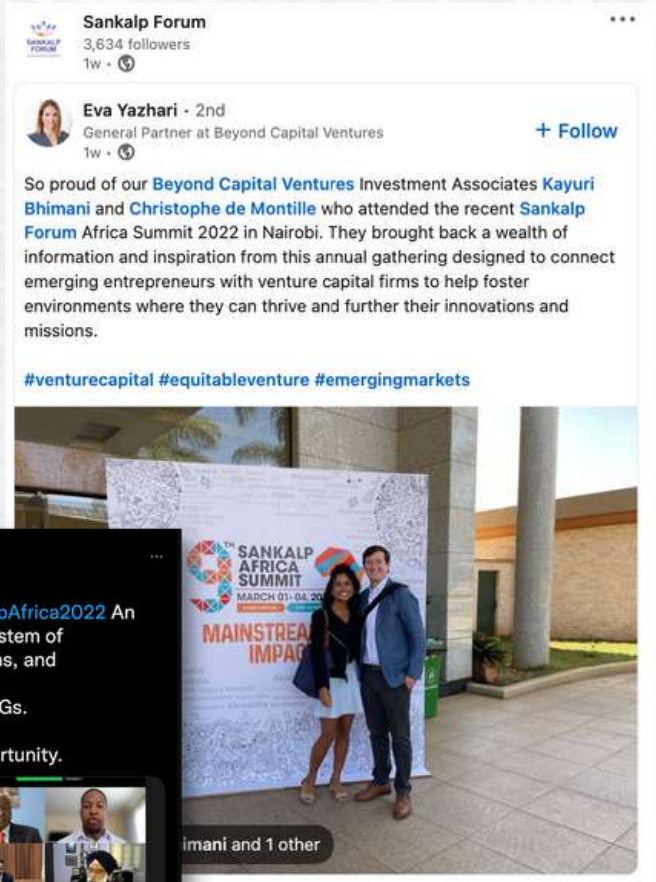 Sankalp Forum
3,634 followers
1w •
SANKALP
FORUM
Eva Yazhari • 2nd
General Partner at Beyond Capital Ventures
1w •
+ Follow
So proud of our Beyond Capital Ventures Investment Associates Kayuri
Bhimani and Christophe de Montille who attended the recent Sankalp
Forum Africa Summit 2022 in Nairobi. They brought back a wealth of
information and inspiration from this annual gathering designed to connect
emerging entrepreneurs with venture capital firms to help foster
environments where they can thrive and further their innovations and
missions.
#venturecapital #equitableventure #emergingmarkets
9TH SANKALP
AFRICA
SUMMIT
MARCH 01- 04, 20
MAINSTREA
IMPAC
pAfrica2022 An
stem of
ns, and
Gs.
rtunity.
imani and 1 other